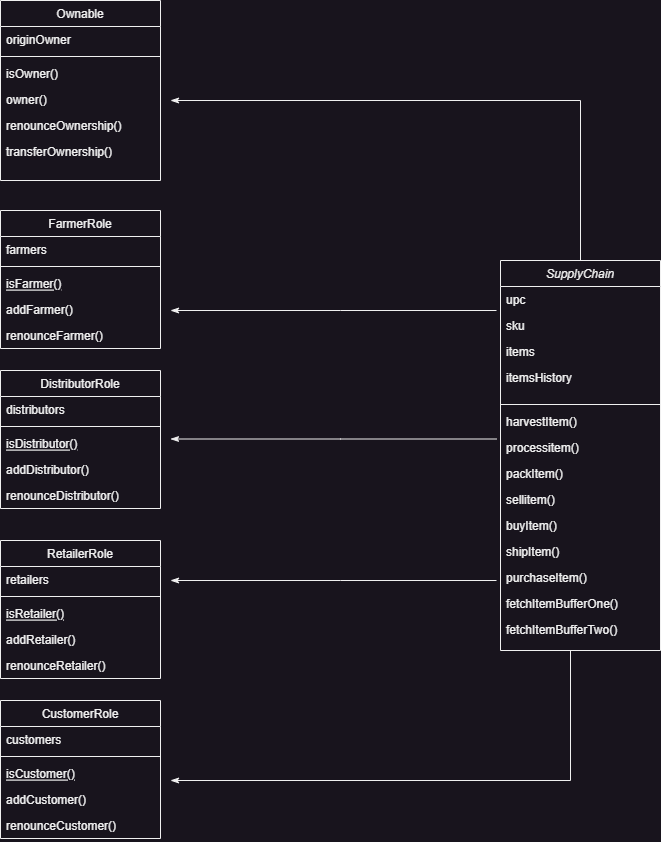 Ownable
originOwner
isOwner()
owner()
renounceOwnership()
transferOwnership()
FarmerRole
farmers
isFarmer()
addFarmer()
renounceFarmer()
DistributorRole
distributors
isDistributor()
addDistributor()
renounceDistributor()
RetailerRole
retailers
isRetailer()
addRetailer()
renounceRetailer()
CustomerRole
customers
isCustomer()
addCustomer()
renounceCustomer()
SupplyChain
upc
sku
items
itemsHistory
harvestItem()
processitem()
packItem()
sellitem()
buyItem()
shipItem()
purchaseItem()
fetchItemBufferOne()
fetchItemBufferTwo()